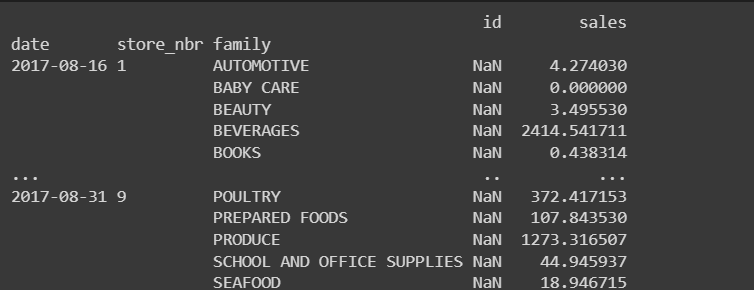 id sales
date store_nbr family
2017-08-16 1 AUTOMOTIVE NaN 4.274030
BABY CARE NaN 0.000000
BEAUTY NaN 3.495530
BEVERAGES NaN 2414.541711
BOOKS NaN 0.438314
... .. ...
2017-08-31 9 POULTRY NaN 372.417153
PREPARED FOODS NaN 107.843530
PRODUCE NaN 1273.316507
SCHOOL AND OFFICE SUPPLIES NaN 44.945937
SEAFOOD NaN 18.946715